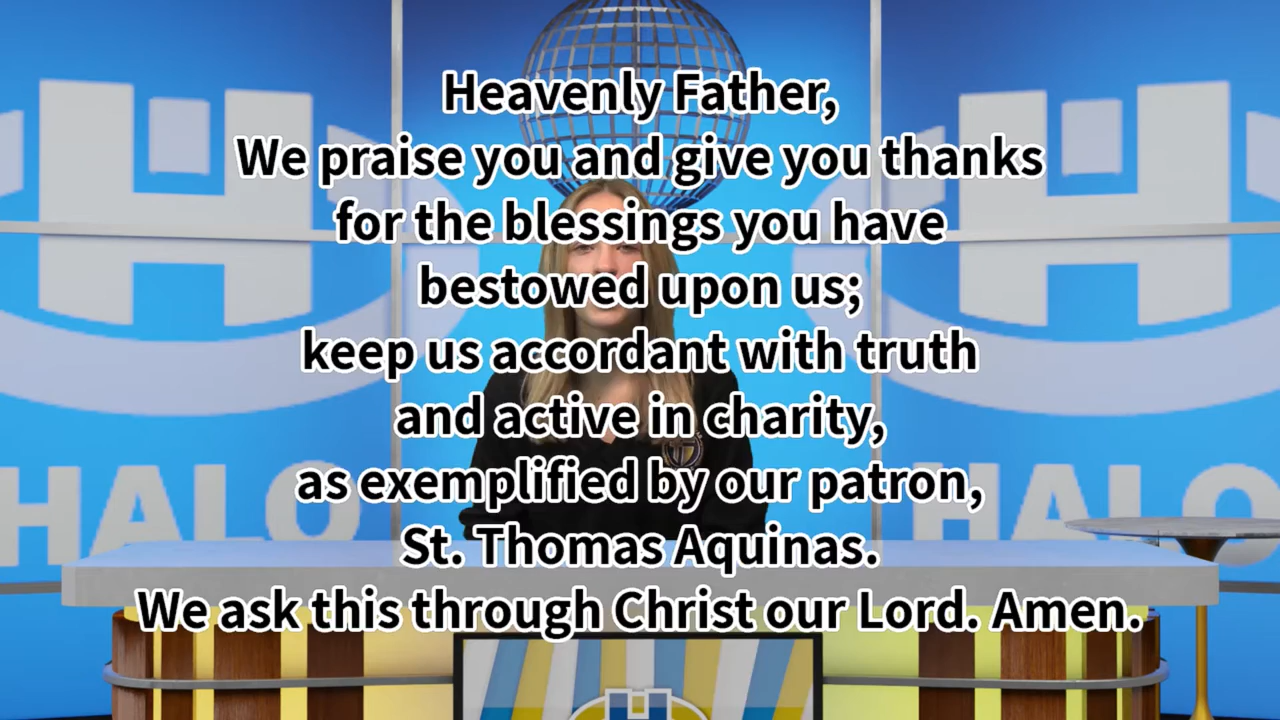 Heavenly Father,
We praise you and give you thanks
for the blessings you have
bestowed upon us;
keep us accordant with truth
and active in charity,
as exemplified by our patron,
St. Thomas Aquinas.
We ask this through Christ our Lord. Amen.
H
H
HALO
HALO